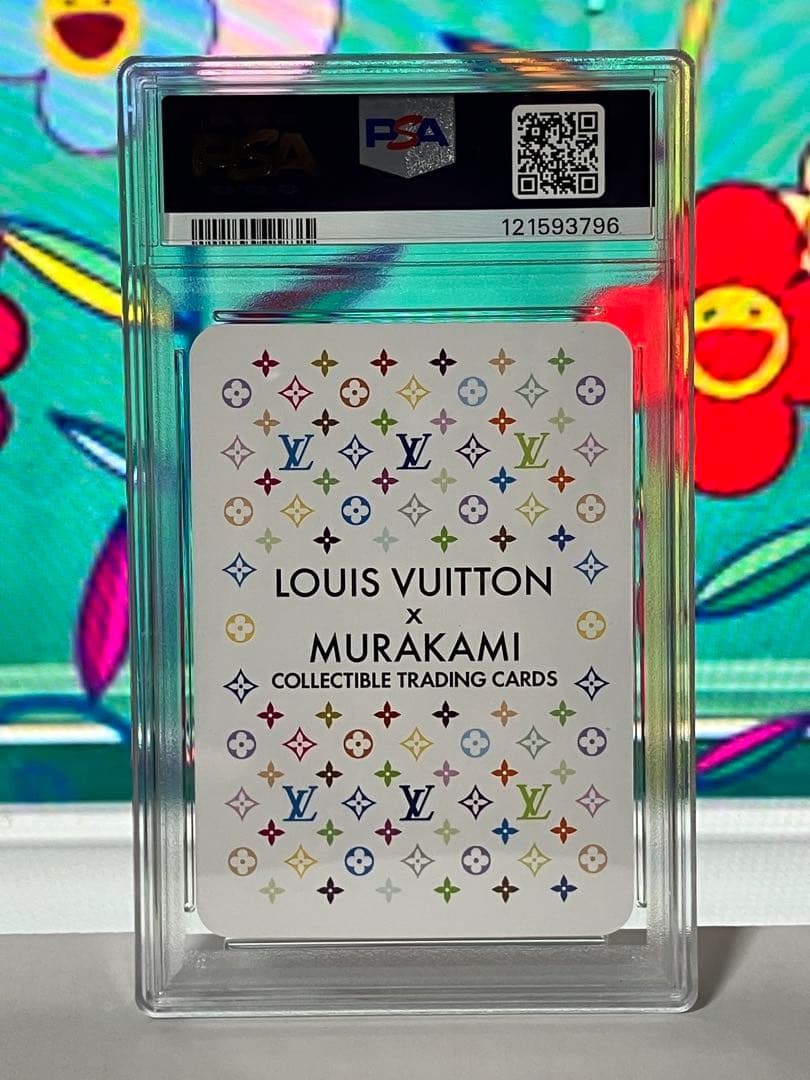 PSA PSA
121593796
LV LV LV
LOUIS VUITTON
x
MURAKAMI
COLLECTIBLE TRADING CARDS
LV LV LV